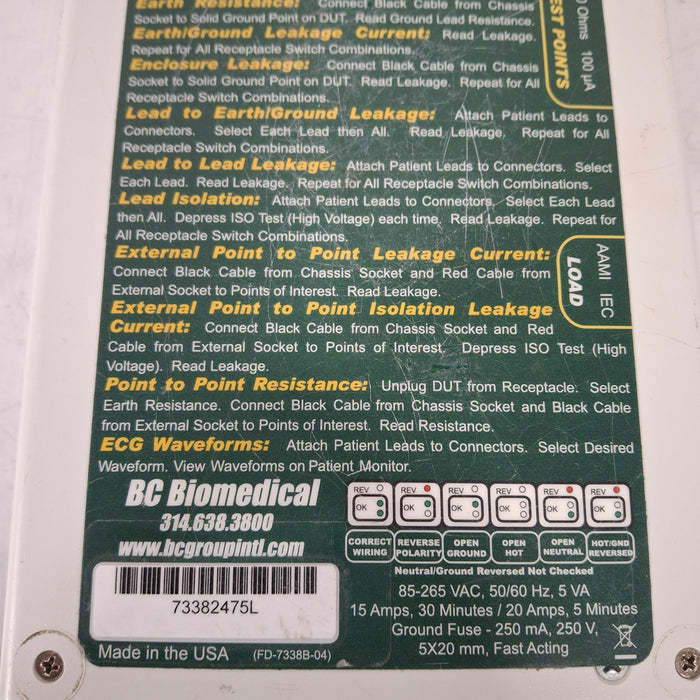 Earth Resistance: Connect Black Cable from Chassis
Socket to Solid Ground Point on DUT. Read Ground Lead Resistance.
Earth/Ground Leakage Current: Read Leakage.
Repeat for All Receptacle Switch Combinations.
Enclosure Leakage: Connect Black Cable from Chassis
Socket to Solid Ground Point on DUT. Read Leakage. Repeat for All
Receptacle Switch Combinations.
Lead to Earth/Ground Leakage: Attach Patient Leads to
Connectors. Select Each Lead then All. Read Leakage. Repeat for All
Receptacle Switch Combinations.
Lead to Lead Leakage: Attach Patient Leads to Connectors. Select
Each Lead. Read Leakage. Repeat for All Receptacle Switch Combinations.
Lead Isolation: Attach Patient Leads to Connectors. Select Each Lead
then All. Depress ISO Test (High Voltage) each time. Read Leakage. Repeat for
All Receptacle Switch Combinations.
External Point to Point Leakage Current:
Connect Black Cable from Chassis Socket and Red Cable from
External Socket to Points of Interest. Read Leakage.
External Point to Point Isolation Leakage
Current: Connect Black Cable from Chassis Socket and Red
Cable from External Socket to Points of Interest. Depress ISO Test (High
Voltage). Read Leakage.
Point to Point Resistance: Unplug DUT from Receptacle. Select
Earth Resistance. Connect Black Cable from Chassis Socket and Black Cable
from External Socket to Points of Interest. Read Resistance.
ECG Waveforms: Attach Patient Leads to Connectors. Select Desired
Waveform. View Waveforms on Patient Monitor.
POINTS
100 µA
Ohms
AAMI IEC
LOAD
BC Biomedical
314.638.3800
www.bcgroupintl.com
REV REV REV REV REV REV
OK OK OK OK OK OK
CORRECT WIRING
REVERSE POLARITY
OPEN GROUND
OPEN HOT
OPEN NEUTRAL
HOT/GND REVERSED
Neutral/Ground Reversed Not Checked
85-265 VAC, 50/60 Hz, 5 VA
15 Amps, 30 Minutes / 20 Amps, 5 Minutes
Ground Fuse - 250 mA, 250 V,
5X20 mm, Fast Acting
73382475L
Made in the USA (FD-7338B-04)